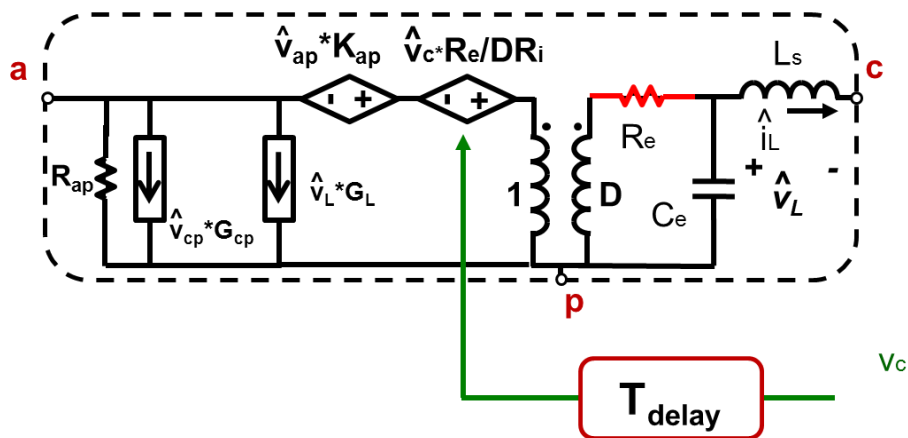 v̂ap*Kap v̂c*Re/DRi
Ls
a
c
- + - +
Re
îL
Rap
v̂cp*Gcp
v̂L*GL
1
D
Ce
+ v̂L -
p
vc
Tdelay